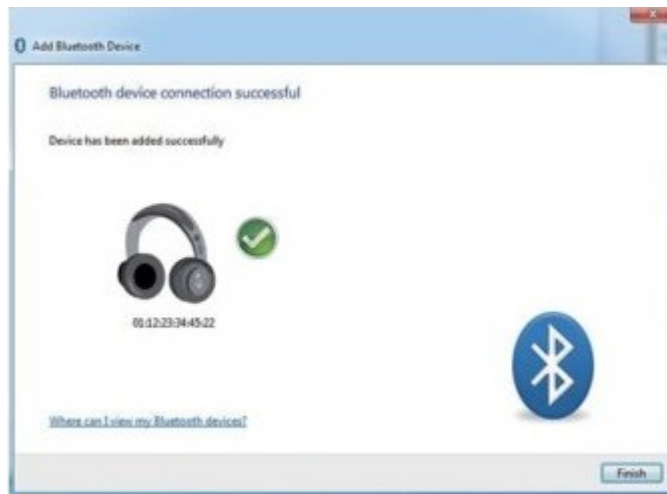 Add Bluetooth Device
Bluetooth device connection successful
Device has been added successfully
01:12:23:34:45:22
Where can I view my Bluetooth devices?
Finish